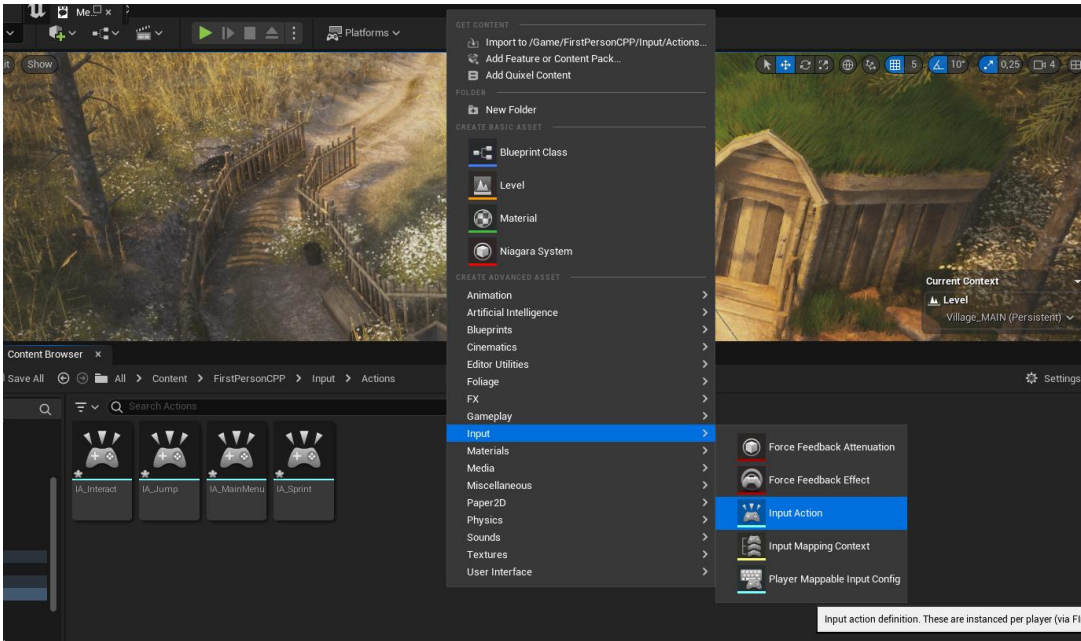 Me...
Platforms
Show
5
10°
0,25
4
GET CONTENT
Import to /Game/FirstPersonCPP/Input/Actions...
Add Feature or Content Pack...
Add Quixel Content
FOLDER
New Folder
CREATE BASIC ASSET
Blueprint Class
Level
Material
Niagara System
CREATE ADVANCED ASSET
Animation
Artificial Intelligence
Blueprints
Cinematics
Editor Utilities
Foliage
FX
Gameplay
Input
Materials
Media
Miscellaneous
Paper2D
Physics
Sounds
Textures
User Interface
Force Feedback Attenuation
Force Feedback Effect
Input Action
Input Mapping Context
Player Mappable Input Config
Input action definition. These are instanced per player (via FI
Current Context
Level
Village_MAIN (Persistent)
Content Browser
Save All All > Content > FirstPersonCPP > Input > Actions
Settings
Search Actions
IA_Interact IA_Jump IA_MainMenu IA_Sprint